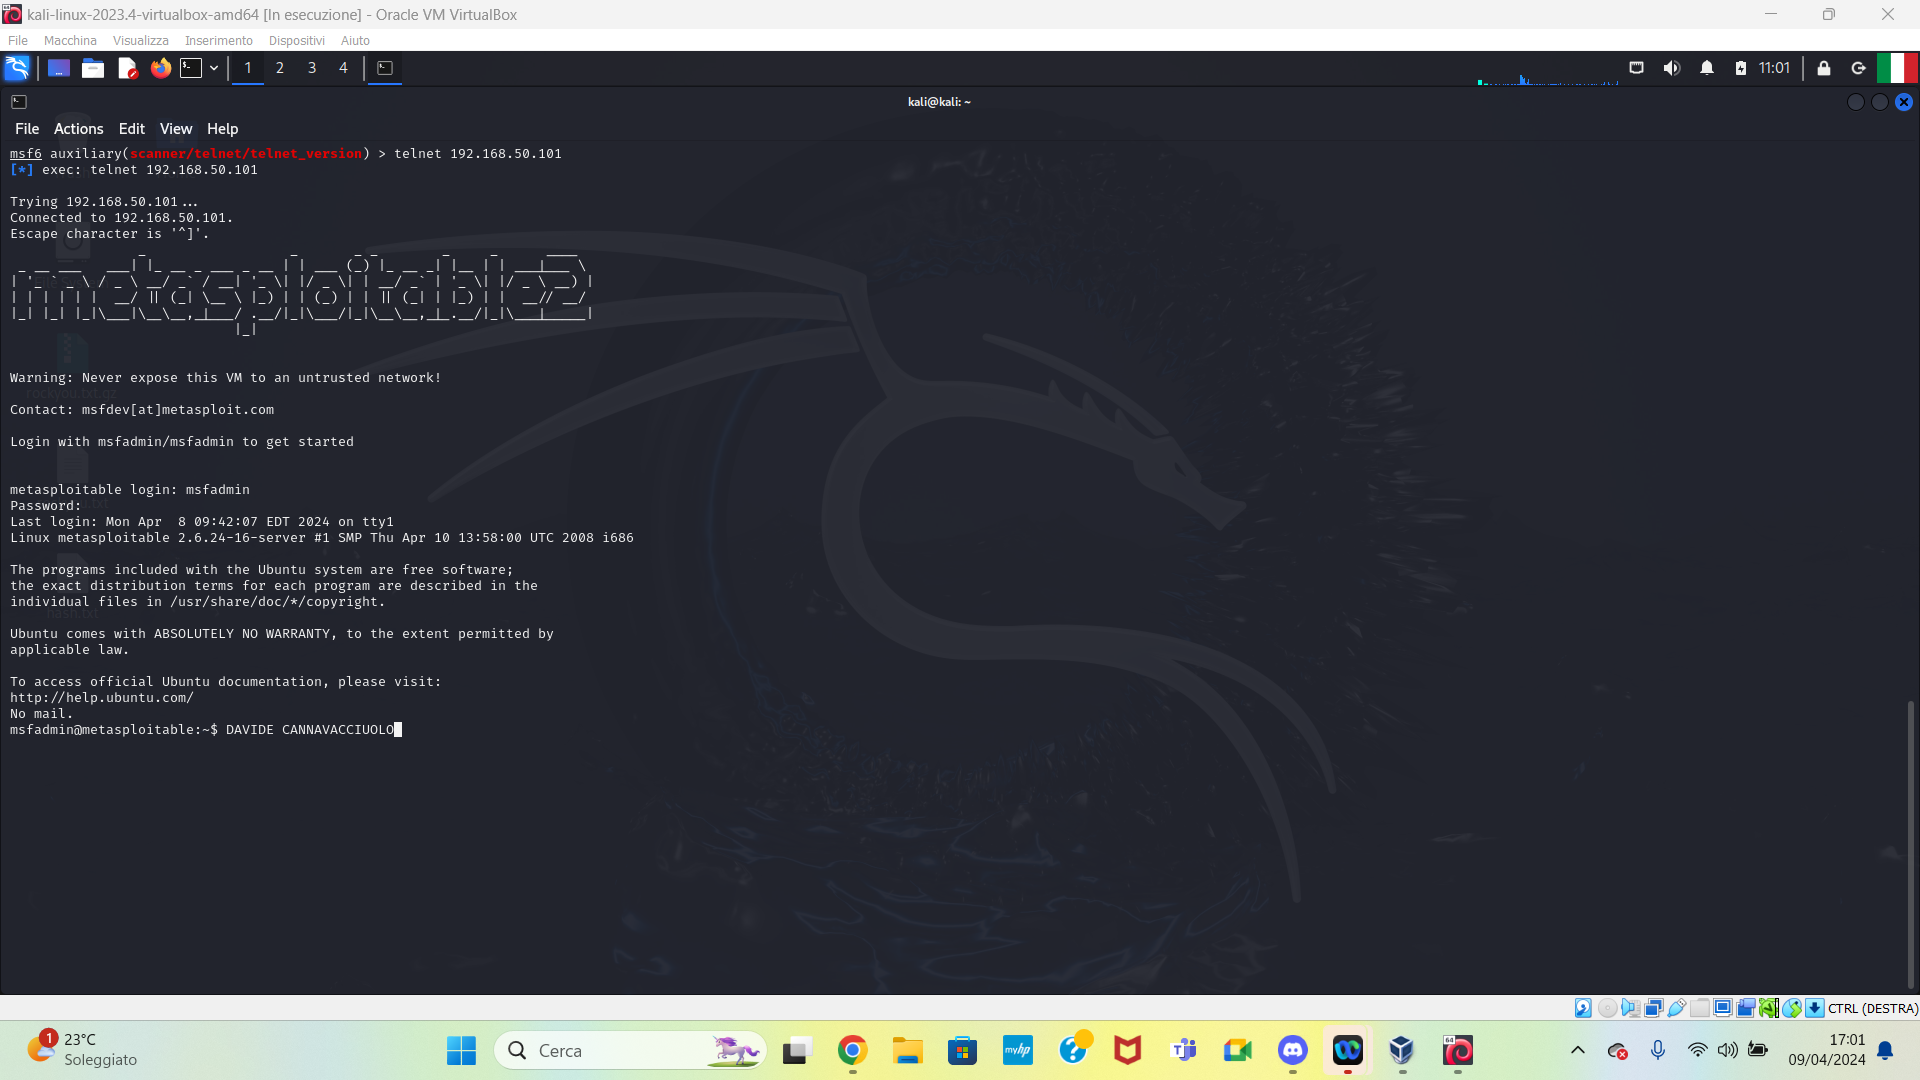 kali-linux-2023.4-virtualbox-amd64 [In esecuzione] - Oracle VM VirtualBox
File Macchina Visualizza Inserimento Dispositivi Aiuto
1 2 3 4 11:01
kali@kali: ~
File Actions Edit View Help
msf6 auxiliary(scanner/telnet/telnet_version) > telnet 192.168.50.101
[*] exec: telnet 192.168.50.101
Trying 192.168.50.101...
Connected to 192.168.50.101.
Escape character is '^]'.
metasploitable2
Warning: Never expose this VM to an untrusted network!
rockyou.txt.gz
Contact: msfdev[at]metasploit.com
Login with msfadmin/msfadmin to get started
metasploitable login: msfadmin
Password:
Last login: Mon Apr  8 09:42:07 EDT 2024 on tty1
Linux metasploitable 2.6.24-16-server #1 SMP Thu Apr 10 13:58:00 UTC 2008 i686
The programs included with the Ubuntu system are free software;
the exact distribution terms for each program are described in the
individual files in /usr/share/doc/*/copyright.
hash.txt
Ubuntu comes with ABSOLUTELY NO WARRANTY, to the extent permitted by
applicable law.
To access official Ubuntu documentation, please visit:
http://help.ubuntu.com/
No mail.
msfadmin@metasploitable:~$ DAVIDE CANNAVACCIUOLO
CTRL (DESTRA)
1 23°C
Soleggiato
Cerca
myhp
64
17:01
09/04/2024